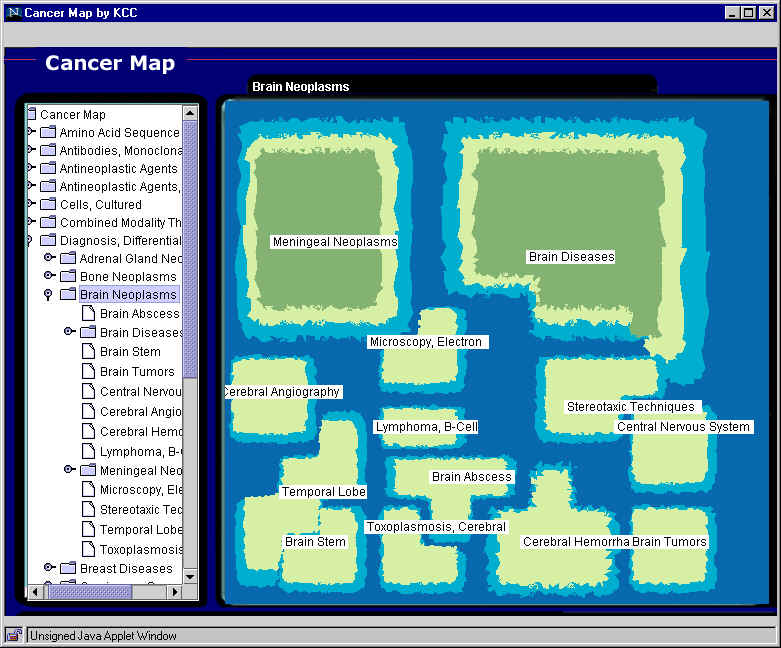 Cancer Map by KCC
Cancer Map
Brain Neoplasms
Cancer Map
Amino Acid Sequence
Antibodies, Monoclona
Antineoplastic Agents
Antineoplastic Agents,
Cells, Cultured
Combined Modality Th
Diagnosis, Differential
Adrenal Gland Neo
Bone Neoplasms
Brain Neoplasms
Brain Abscess
Brain Diseases
Brain Stem
Brain Tumors
Central Nervou
Cerebral Angio
Cerebral Hemo
Lymphoma, B-C
Meningeal Neo
Microscopy, Ele
Stereotaxic Tec
Temporal Lobe
Toxoplasmosis
Breast Diseases
Meningeal Neoplasms
Brain Diseases
Microscopy, Electron
Cerebral Angiography
Stereotaxic Techniques
Lymphoma, B-Cell
Central Nervous System
Brain Abscess
Temporal Lobe
Toxoplasmosis, Cerebral
Brain Stem
Cerebral Hemorrha
Brain Tumors
Unsigned Java Applet Window